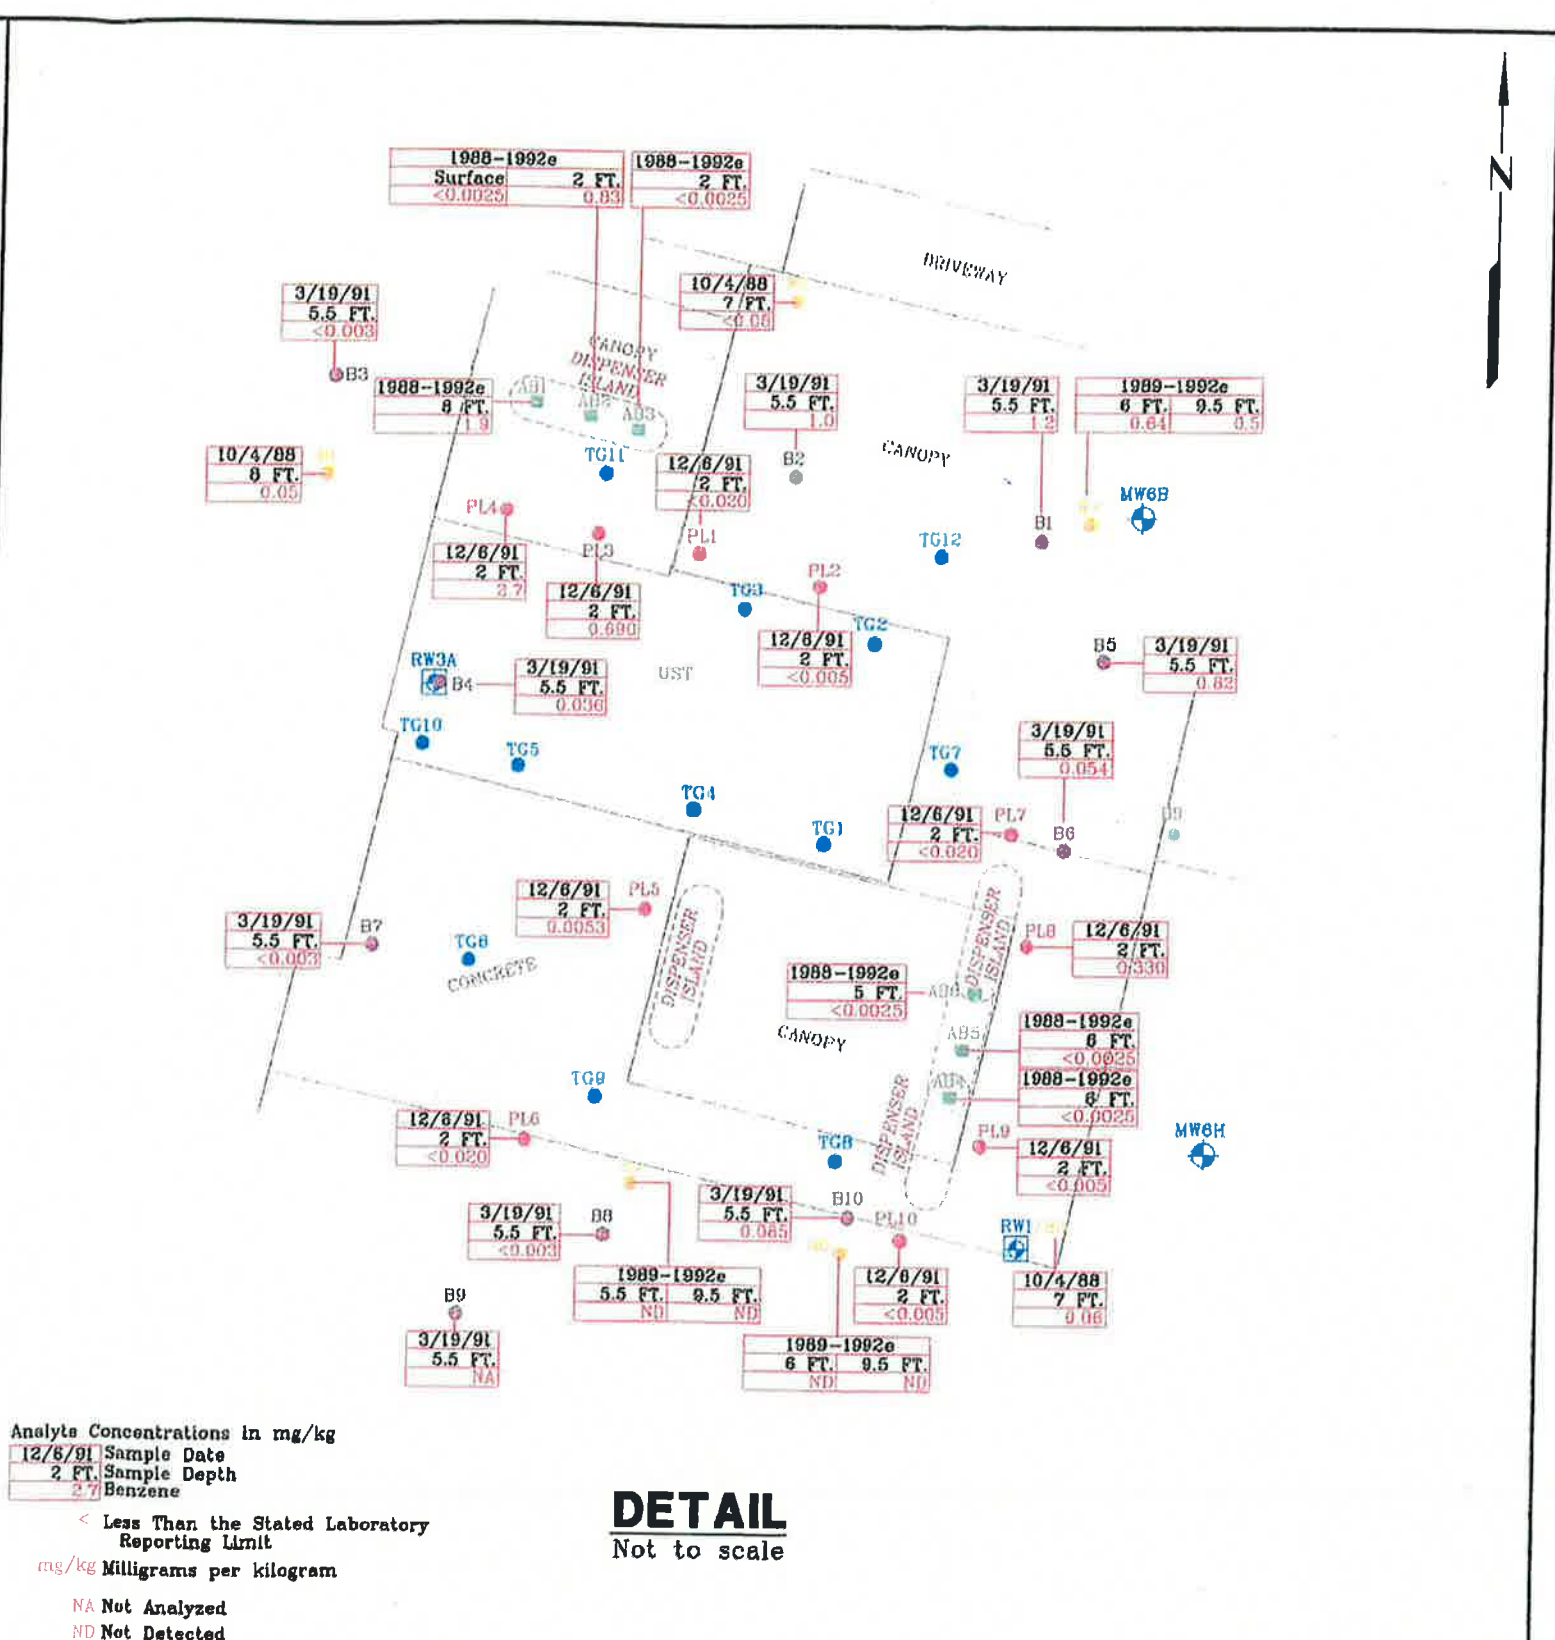 N
1988-1992e
Surface 2 FT.
<0.0025 0.83
1988-1992e
2 FT.
<0.0025
DRIVEWAY
10/4/88
7 FT.
3/19/91
5.5 FT.
<0.003
B3
CANOPY
DISPENSER
ISLAND
1988-1992e
8 FT.
1.9
AB1
AB2
AB3
3/19/91
5.5 FT.
1.0
B2
3/19/91
5.5 FT.
1.2
B1
1989-1992e
6 FT. 9.5 FT.
0.64 0.5
CANOPY
10/4/88
8 FT.
0.05
TG11
12/6/91
2 FT.
<0.020
PL1
MW6B
PL4
12/6/91
2 FT.
2.7
PL3
12/6/91
2 FT.
0.690
TG12
PL2
TG3
TG2
12/6/91
2 FT.
<0.005
B5
3/19/91
5.5 FT.
0.62
RW3A
B4
3/19/91
5.5 FT.
0.036
UST
TG10
TG5
TG7
3/19/91
5.5 FT.
0.054
B6
TG4
TG1
12/6/91
2 FT.
<0.020
PL7
12/6/91
2 FT.
0.0053
PL5
3/19/91
5.5 FT.
<0.003
B7
TG6
CONCRETE
DISPENSER
ISLAND
DISPENSER
ISLAND
PL8
12/6/91
2 FT.
0.330
1988-1992e
5 FT.
<0.0025
AB6
CANOPY
AB5
1988-1992e
6 FT.
<0.0025
AB4
1988-1992e
6 FT.
<0.0025
TG9
DISPENSER
ISLAND
12/6/91
2 FT.
<0.020
PL6
TG8
PL9
12/6/91
2 FT.
<0.005
MW6H
3/19/91
5.5 FT.
<0.003
B8
3/19/91
5.5 FT.
0.085
B10
PL10
RW1
1989-1992e
5.5 FT. 9.5 FT.
ND ND
12/6/91
2 FT.
<0.005
10/4/88
7 FT.
0.06
B9
3/19/91
5.5 FT.
NA
1989-1992e
6 FT. 9.5 FT.
ND ND
Analyte Concentrations in mg/kg
12/6/91 Sample Date
2 FT. Sample Depth
2.7 Benzene
< Less Than the Stated Laboratory
Reporting Limit
mg/kg Milligrams per kilogram
NA Not Analyzed
ND Not Detected
DETAIL
Not to scale